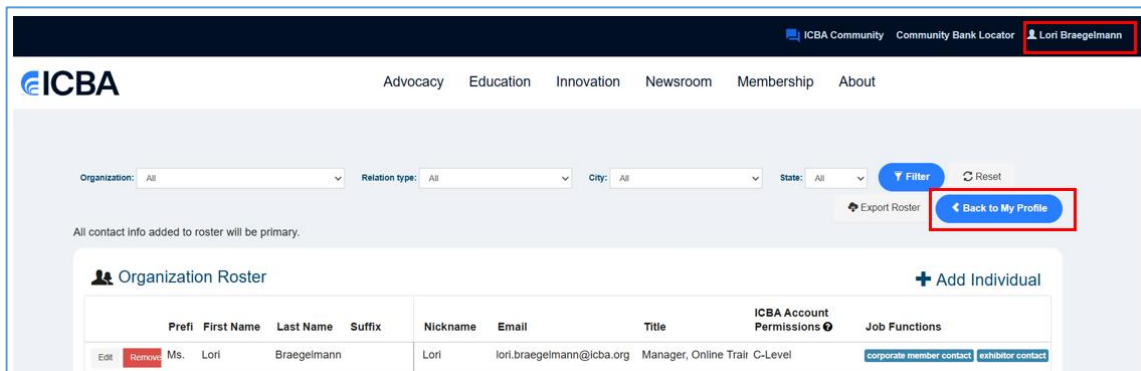 ICBA Community Community Bank Locator Lori Braegelmann
ICBA Advocacy Education Innovation Newsroom Membership About
Organization: All Relation type: All City: All State: All Filter Reset
Export Roster Back to My Profile
All contact info added to roster will be primary.
Organization Roster Add Individual
Prefi First Name Last Name Suffix Nickname Email Title ICBA Account Permissions Job Functions
Edit Remove Ms. Lori Braegelmann Lori lori.braegelmann@icba.org Manager, Online Train C-Level corporate member contact exhibitor contact